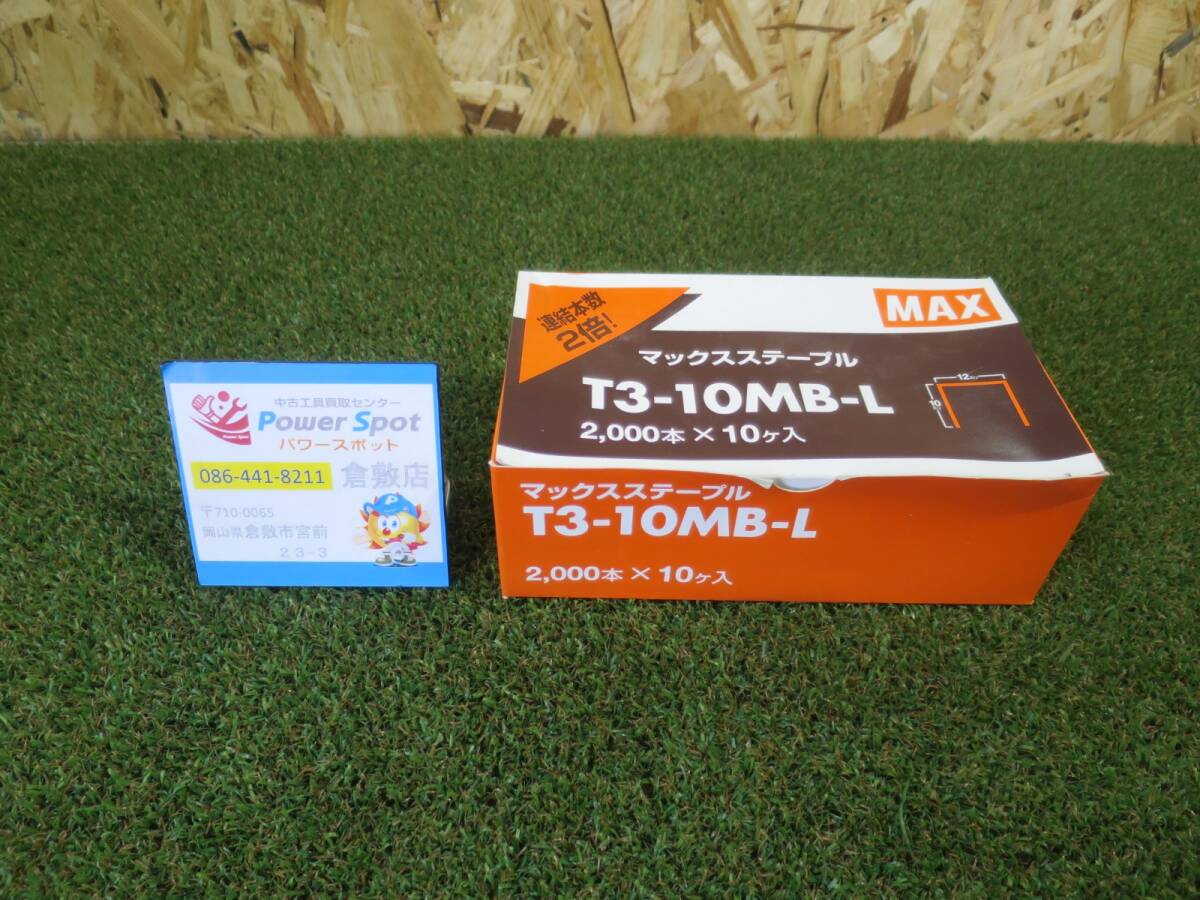 中古工具買取センター
Power Spot
パワースポット
Power Spot
086-441-8211 倉敷店
〒710-0065
岡山県倉敷市宮前
23-3
連結本数
2倍!
MAX
マックスステープル
T3-10MB-L
2,000本×10ヶ入
12
10
マックスステープル
T3-10MB-L
2,000本×10ヶ入